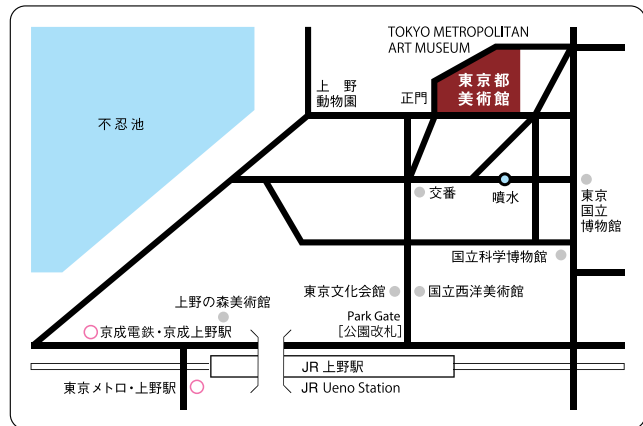 TOKYO METROPOLITAN
ART MUSEUM
東京都
美術館
上野
動物園
正門
不忍池
交番
噴水
東京
国立
博物館
国立科学博物館
東京文化会館
国立西洋美術館
上野の森美術館
Park Gate
[公園改札]
京成電鉄・京成上野駅
JR 上野駅
東京メトロ・上野駅
JR Ueno Station